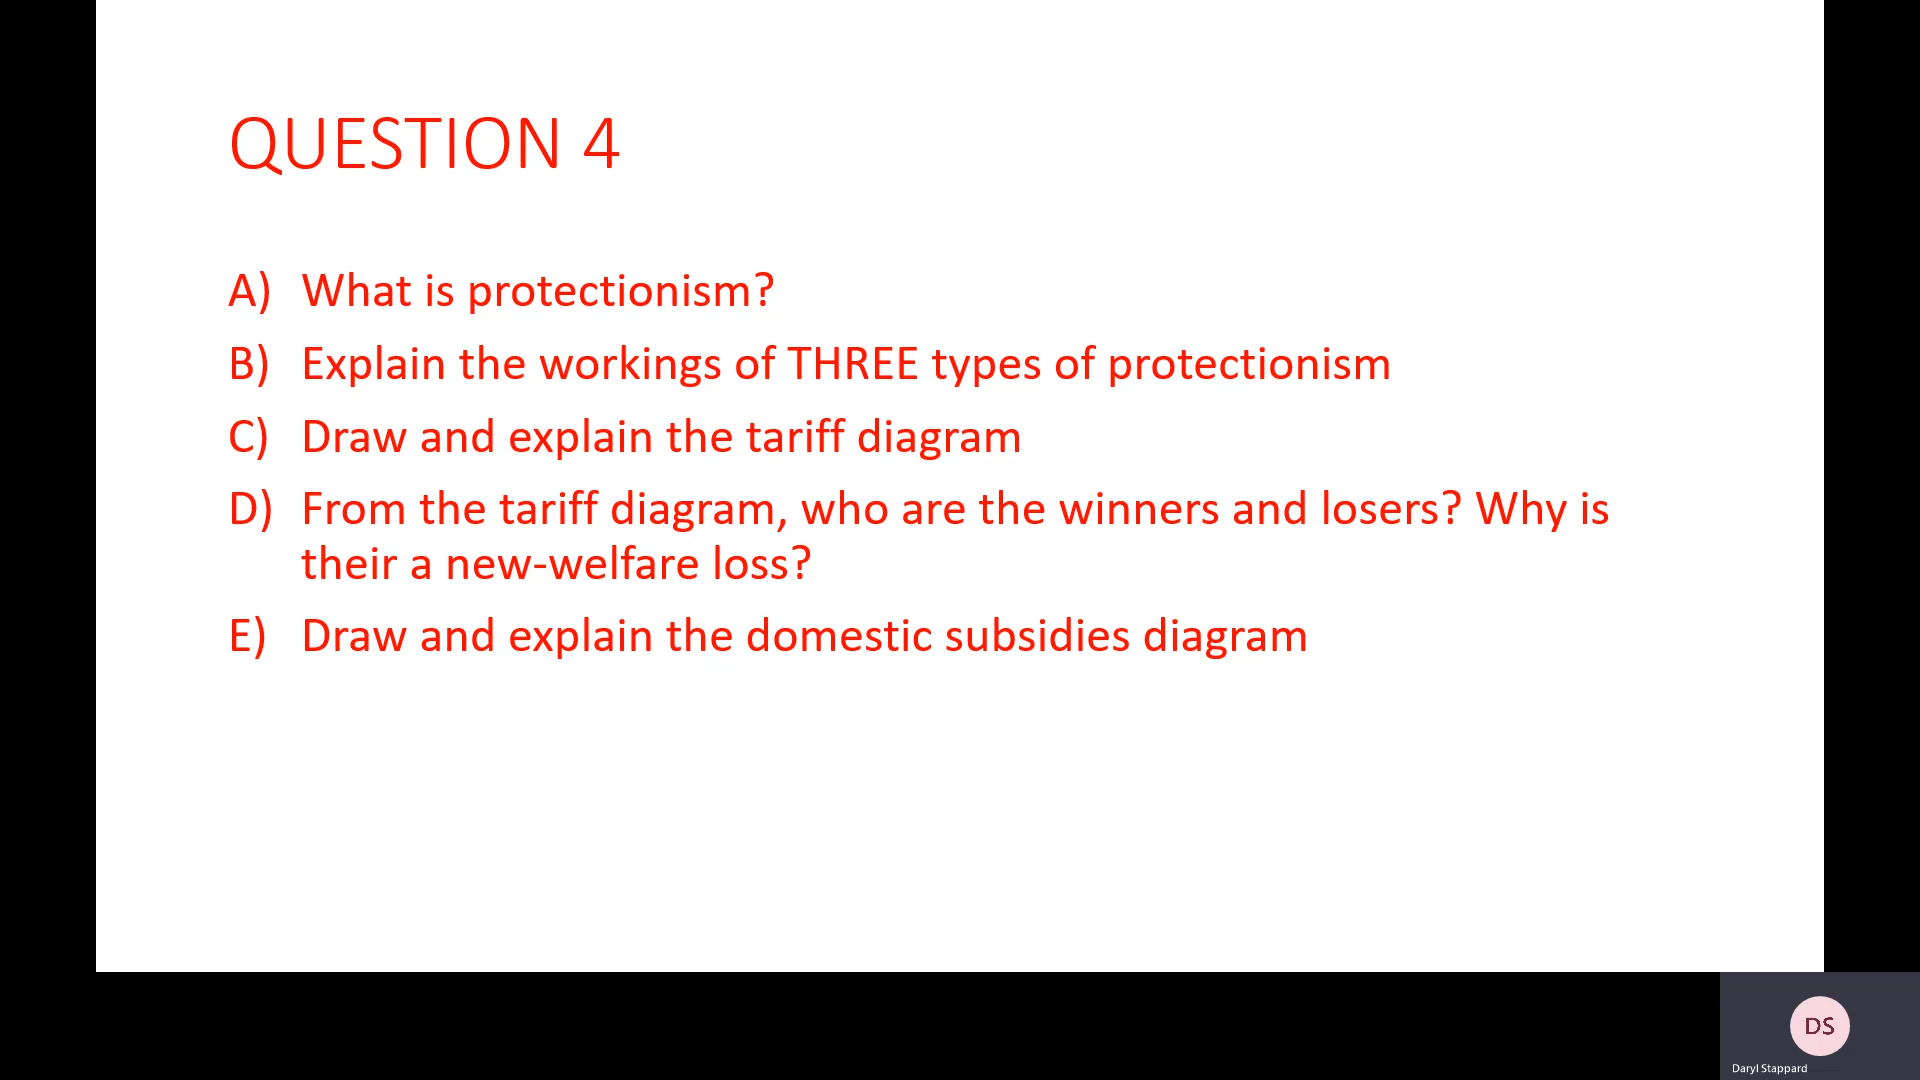 QUESTION 4
A) What is protectionism?
B) Explain the workings of THREE types of protectionism
C) Draw and explain the tariff diagram
D) From the tariff diagram, who are the winners and losers? Why is
their a new-welfare loss?
E) Draw and explain the domestic subsidies diagram
DS
Daryl Stappard